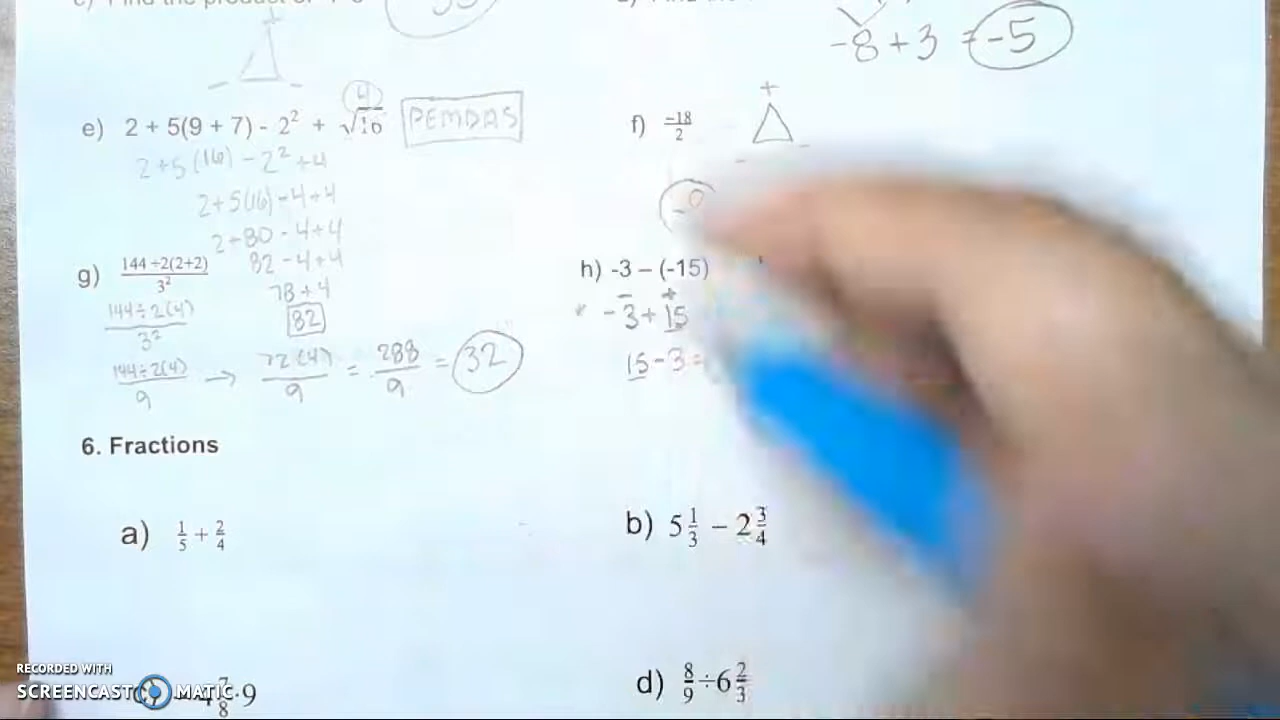 -8 + 3 = -5
e) 2 + 5(9 + 7) - 2² + √16 PEMDAS
4
2+5(16) - 2² + 4
2+5(16) - 4 + 4
2+80 - 4 + 4
82 - 4 + 4
78 + 4
82
f) -18/2
+
- -
g) 144 ÷2(2+2) / 3²
144 ÷ 2(4) / 3²
144 ÷ 2(4) / 9 → 72(4) / 9 = 288 / 9 = 32
h) -3 – (-15)
- 3 + 15
15 - 3 =
6. Fractions
a) 1/5 + 2/4
b) 5 1/3 – 2 3/4
7/8 · 9
d) 8/9 ÷ 6 2/3
RECORDED WITH
SCREENCAST MATIC